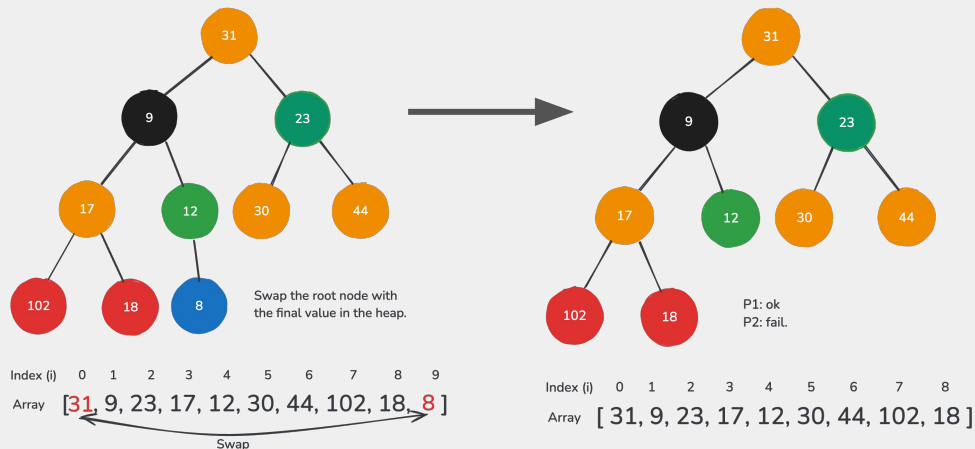 31
9
23
17
12
30
44
102
18
8
Swap the root node with
the final value in the heap.
Index (i) 0 1 2 3 4 5 6 7 8 9
Array [31, 9, 23, 17, 12, 30, 44, 102, 18, 8 ]
Swap
31
9
23
17
12
30
44
102
18
P1: ok
P2: fail.
Index (i) 0 1 2 3 4 5 6 7 8
Array [ 31, 9, 23, 17, 12, 30, 44, 102, 18 ]